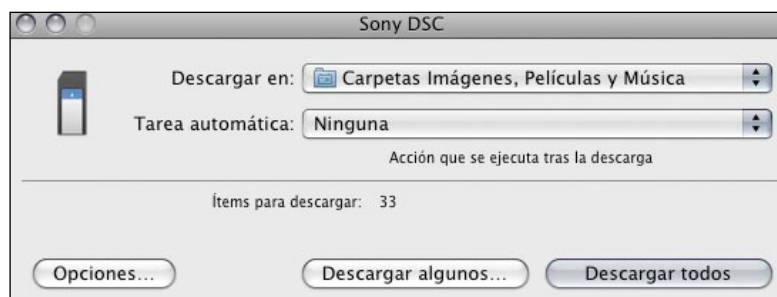 Sony DSC
Descargar en: Carpetas Imágenes, Películas y Música
Tarea automática: Ninguna
Acción que se ejecuta tras la descarga
Ítems para descargar: 33
Opciones... Descargar algunos... Descargar todos